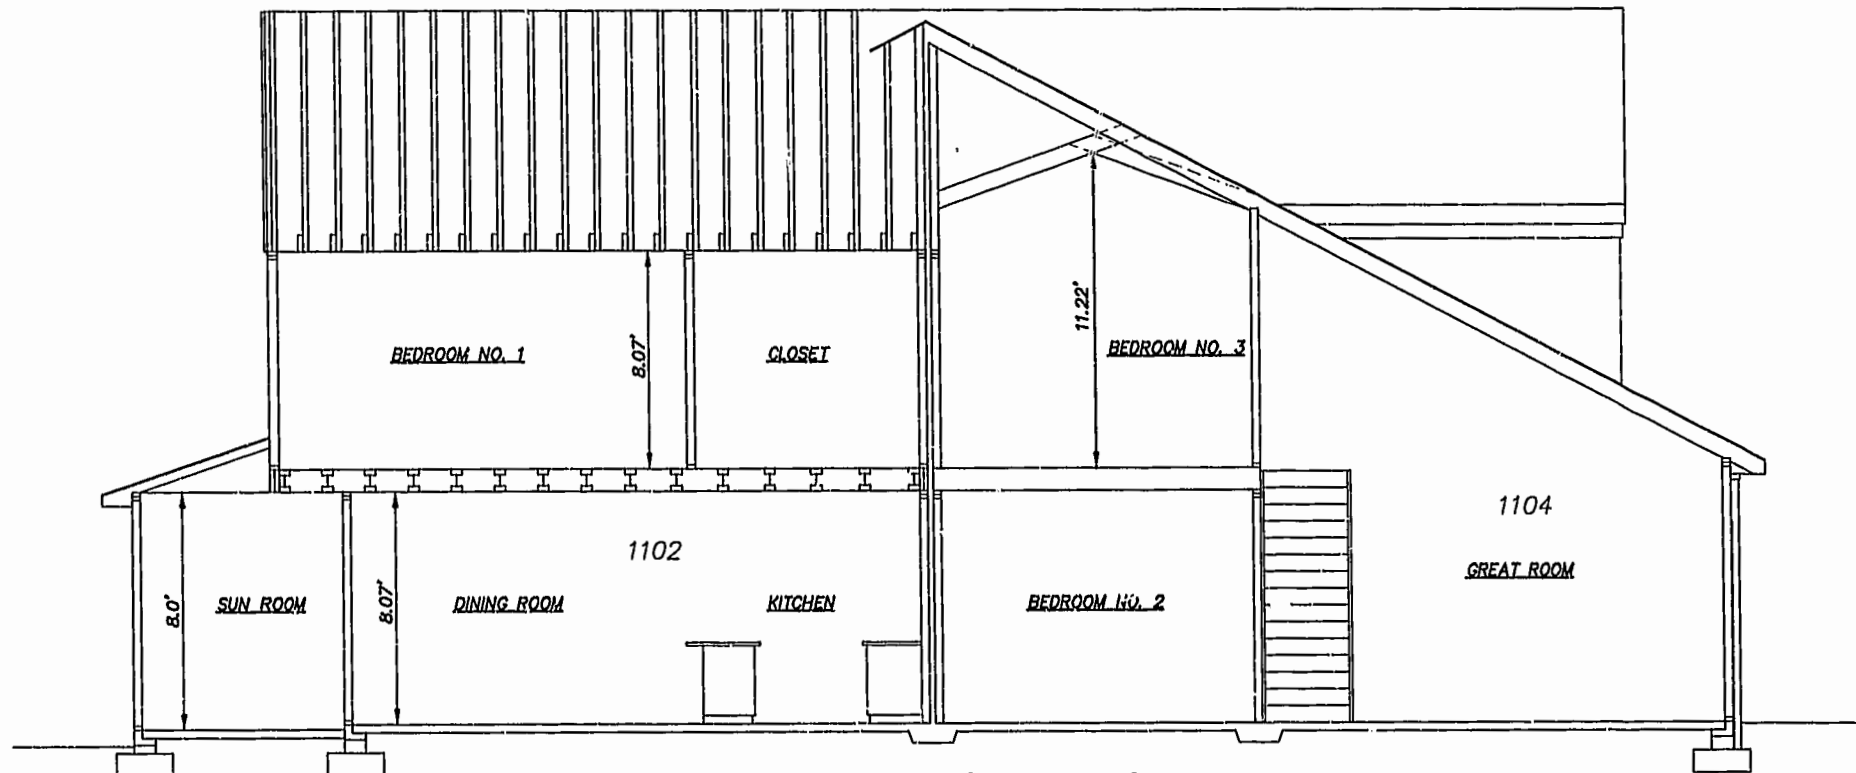 11.22'
BEDROOM NO. 1
8.07'
CLOSET
BEDROOM NO. 3
1104
1102
GREAT ROOM
8.0'
SUN ROOM
8.07'
DINING ROOM
KITCHEN
BEDROOM NO. 2